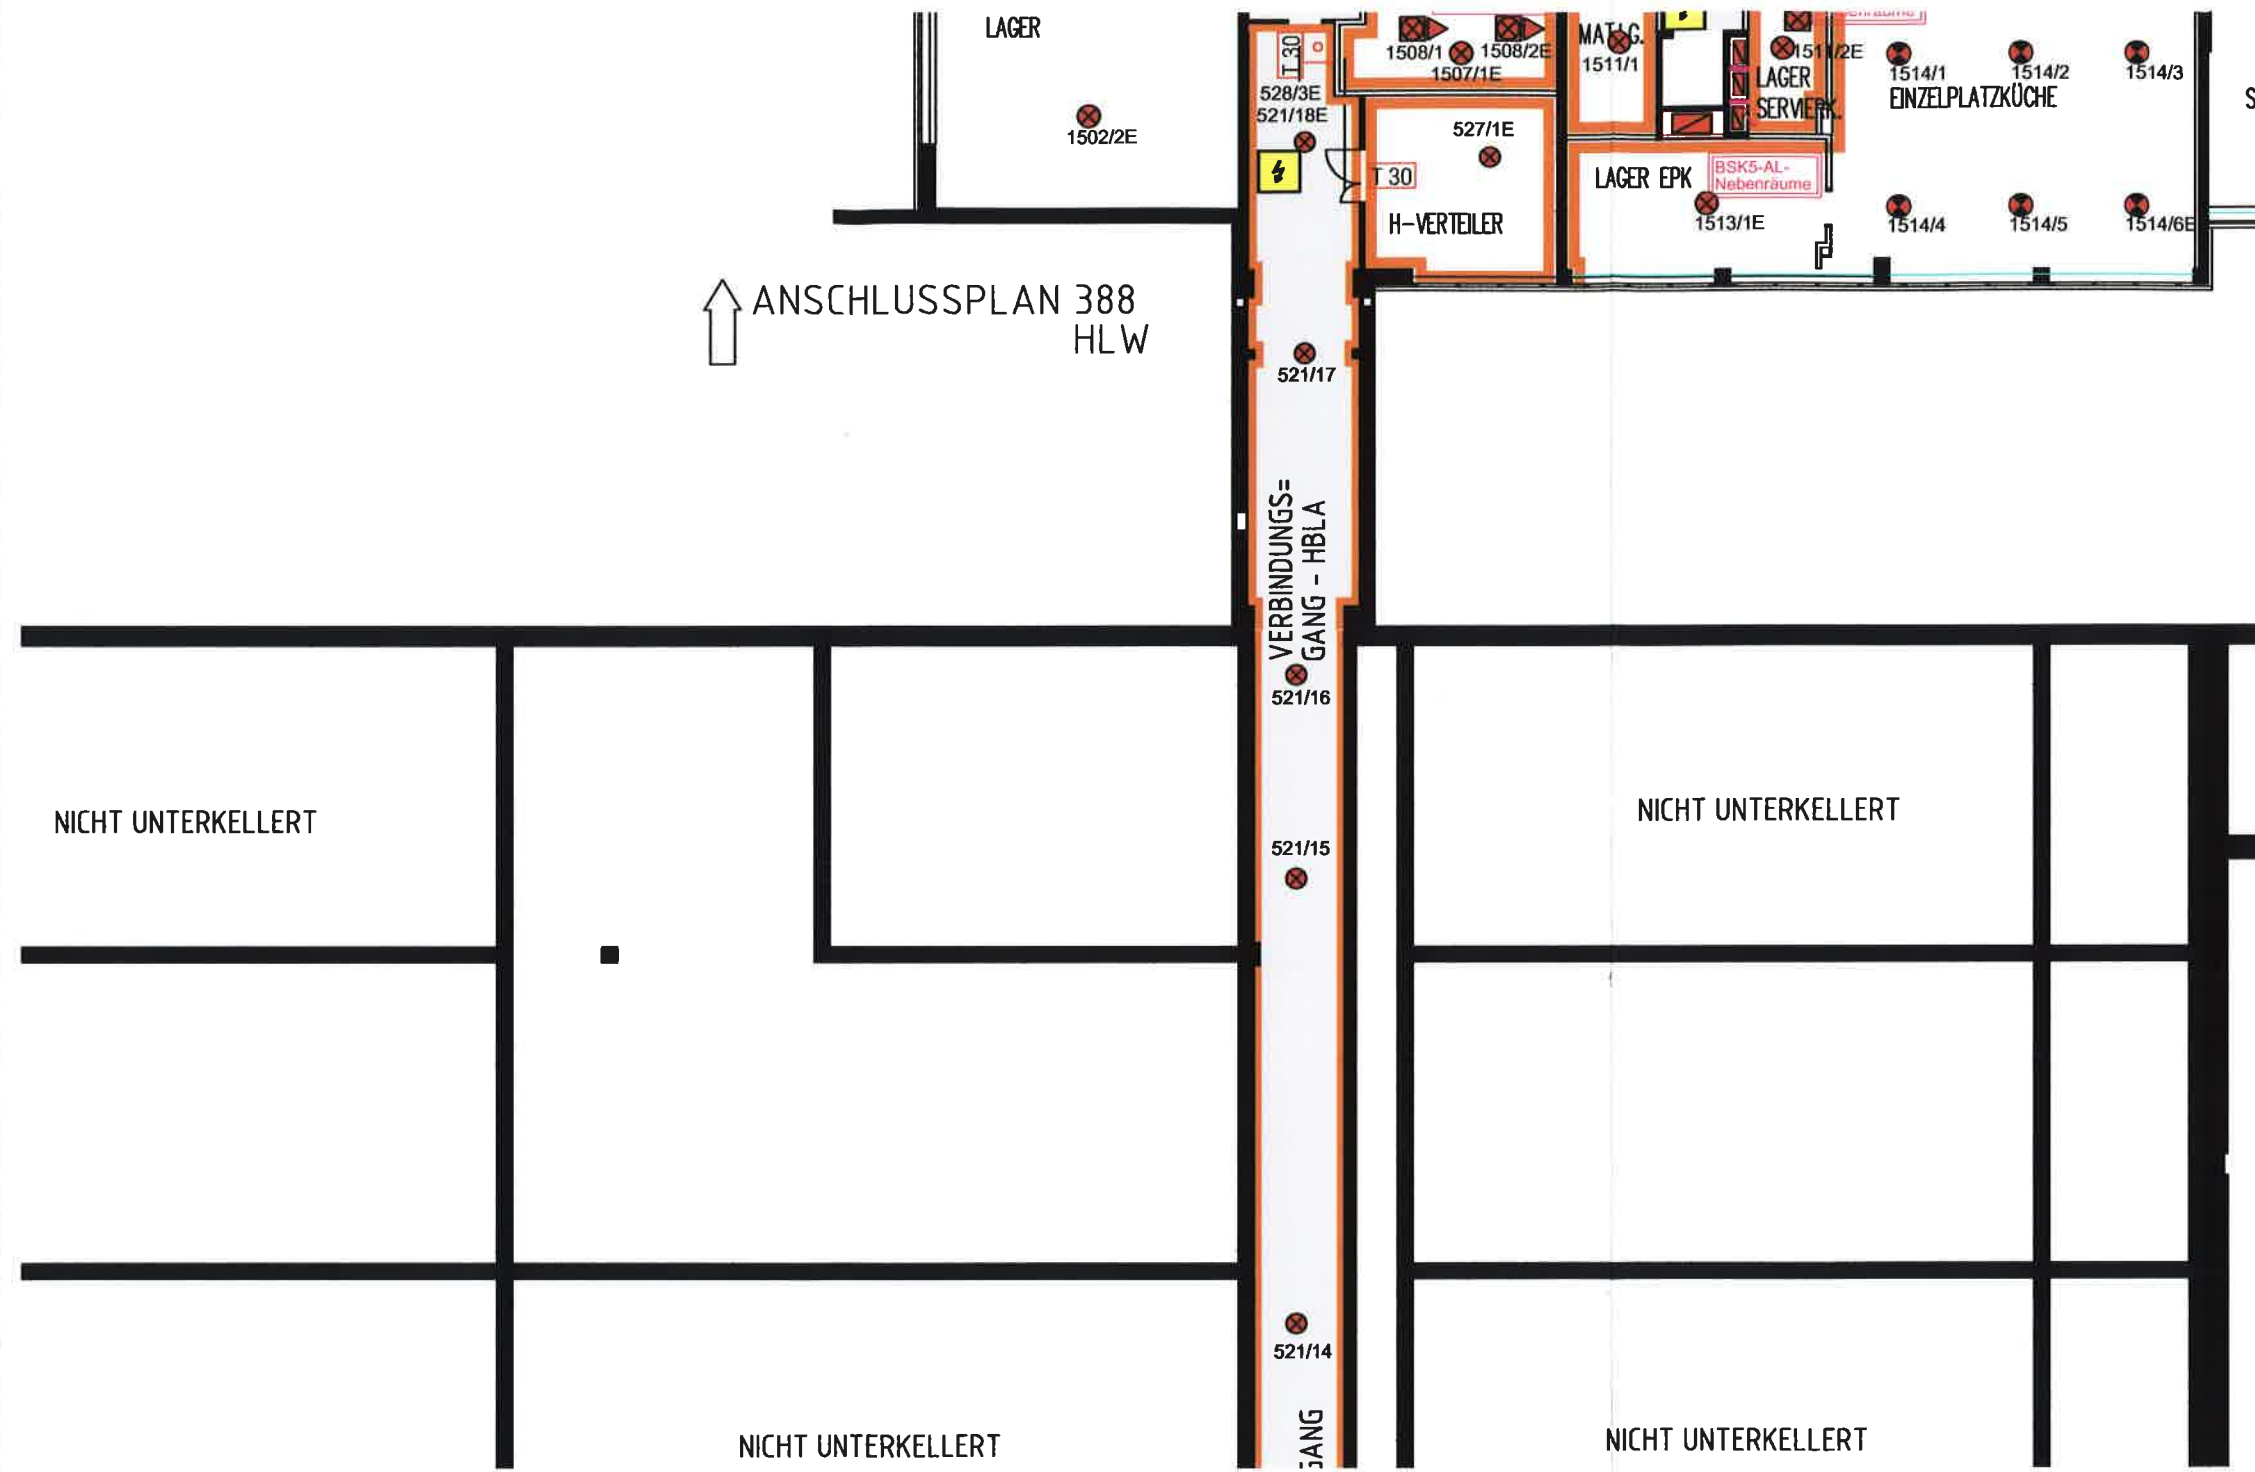 LAGER
1502/2E
T 30
528/3E
521/18E
1508/1
1508/2E
1507/1E
MAT.LG.
1511/1
1511/2E
LAGER
SERVIERK.
1514/1
1514/2
1514/3
EINZELPLATZKÜCHE
527/1E
T 30
H-VERTEILER
LAGER EPK
BSK5-AL-
Nebenräume
1513/1E
1514/4
1514/5
1514/6E
ANSCHLUSSPLAN 388
HLW
521/17
VERBINDUNGS=
GANG - HBLA
521/16
NICHT UNTERKELLERT
NICHT UNTERKELLERT
521/15
521/14
GANG
NICHT UNTERKELLERT
NICHT UNTERKELLERT